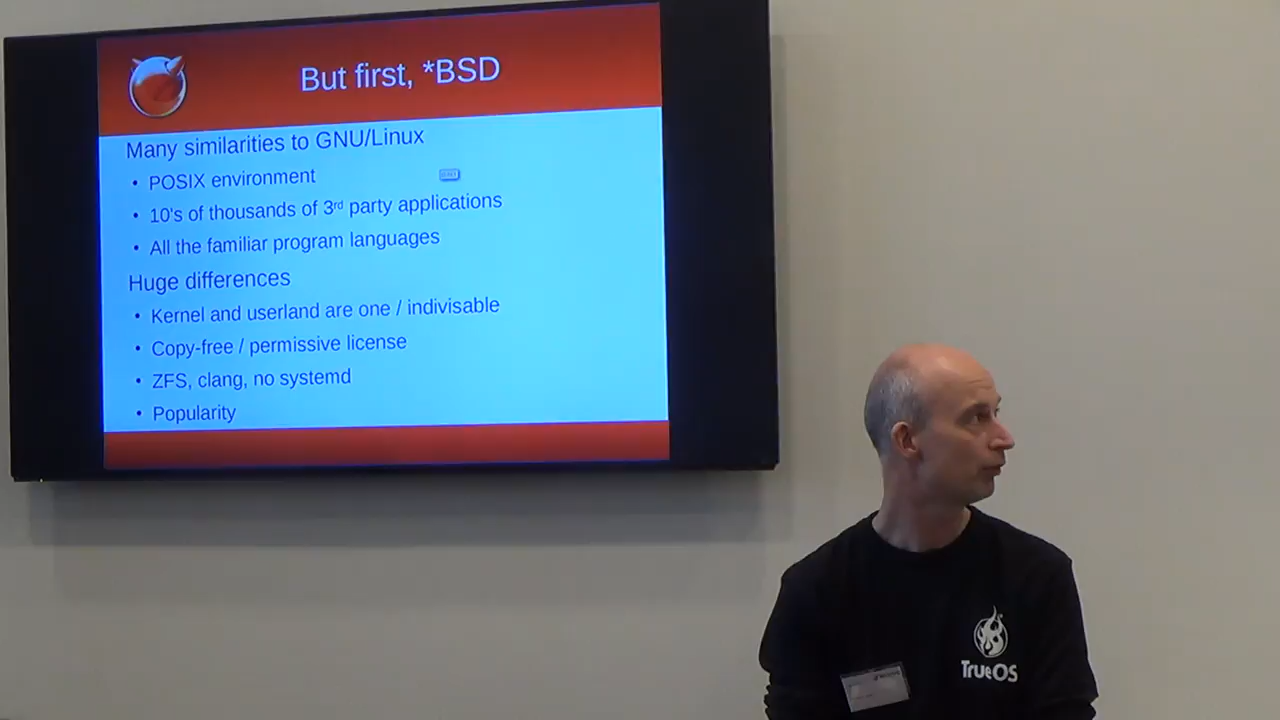 But first, *BSD
Many similarities to GNU/Linux
• POSIX environment
• 10's of thousands of 3rd party applications
• All the familiar program languages
Huge differences
• Kernel and userland are one / indivisable
• Copy-free / permissive license
• ZFS, clang, no systemd
• Popularity
TrueOS